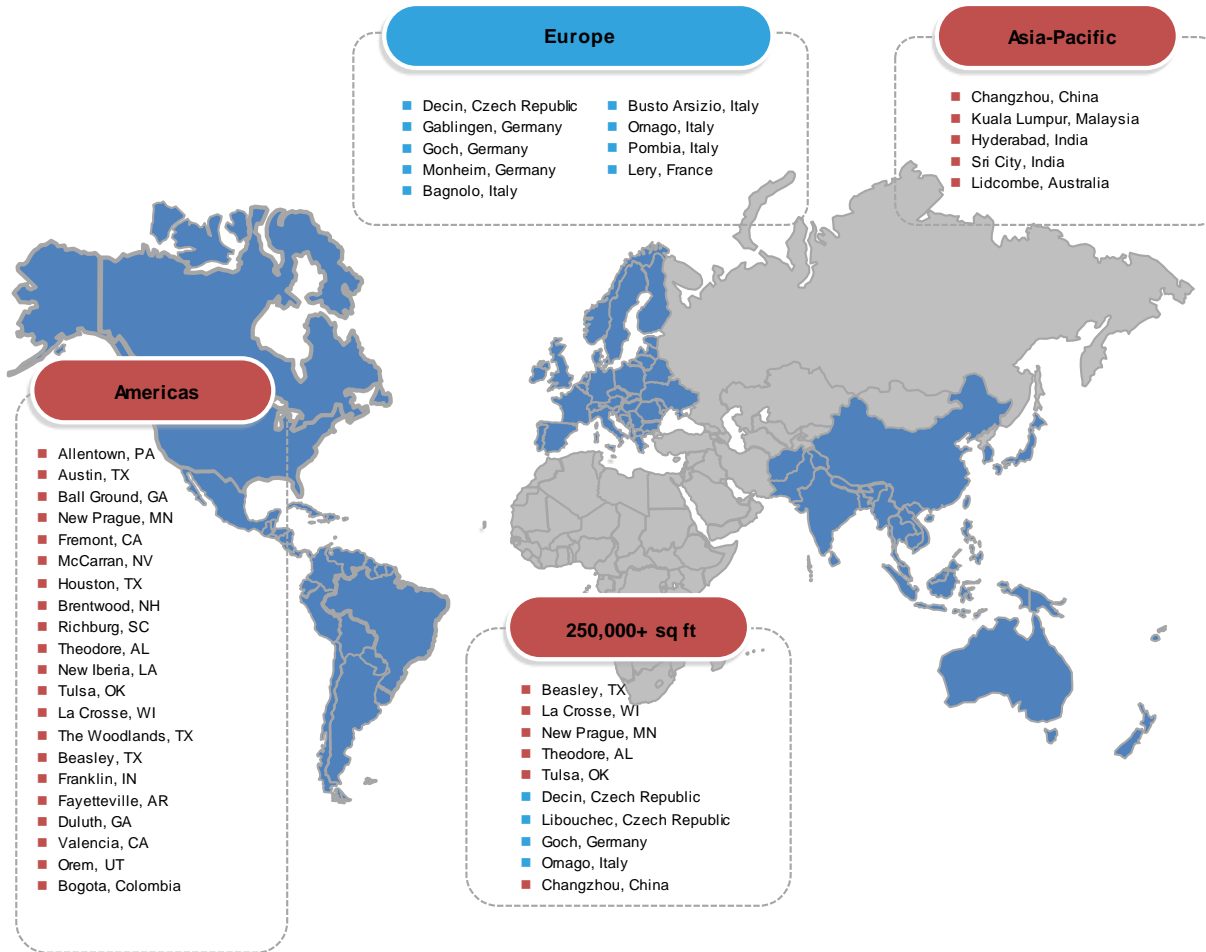 Europe
Decin, Czech Republic
Gablingen, Germany
Goch, Germany
Monheim, Germany
Bagnolo, Italy
Busto Arsizio, Italy
Ornago, Italy
Pombia, Italy
Lery, France
Asia-Pacific
Changzhou, China
Kuala Lumpur, Malaysia
Hyderabad, India
Sri City, India
Lidcombe, Australia
Americas
Allentown, PA
Austin, TX
Ball Ground, GA
New Prague, MN
Fremont, CA
McCarran, NV
Houston, TX
Brentwood, NH
Richburg, SC
Theodore, AL
New Iberia, LA
Tulsa, OK
La Crosse, WI
The Woodlands, TX
Beasley, TX
Franklin, IN
Fayetteville, AR
Duluth, GA
Valencia, CA
Orem, UT
Bogota, Colombia
250,000+ sq ft
Beasley, TX
La Crosse, WI
New Prague, MN
Theodore, AL
Tulsa, OK
Decin, Czech Republic
Libouchec, Czech Republic
Goch, Germany
Ornago, Italy
Changzhou, China